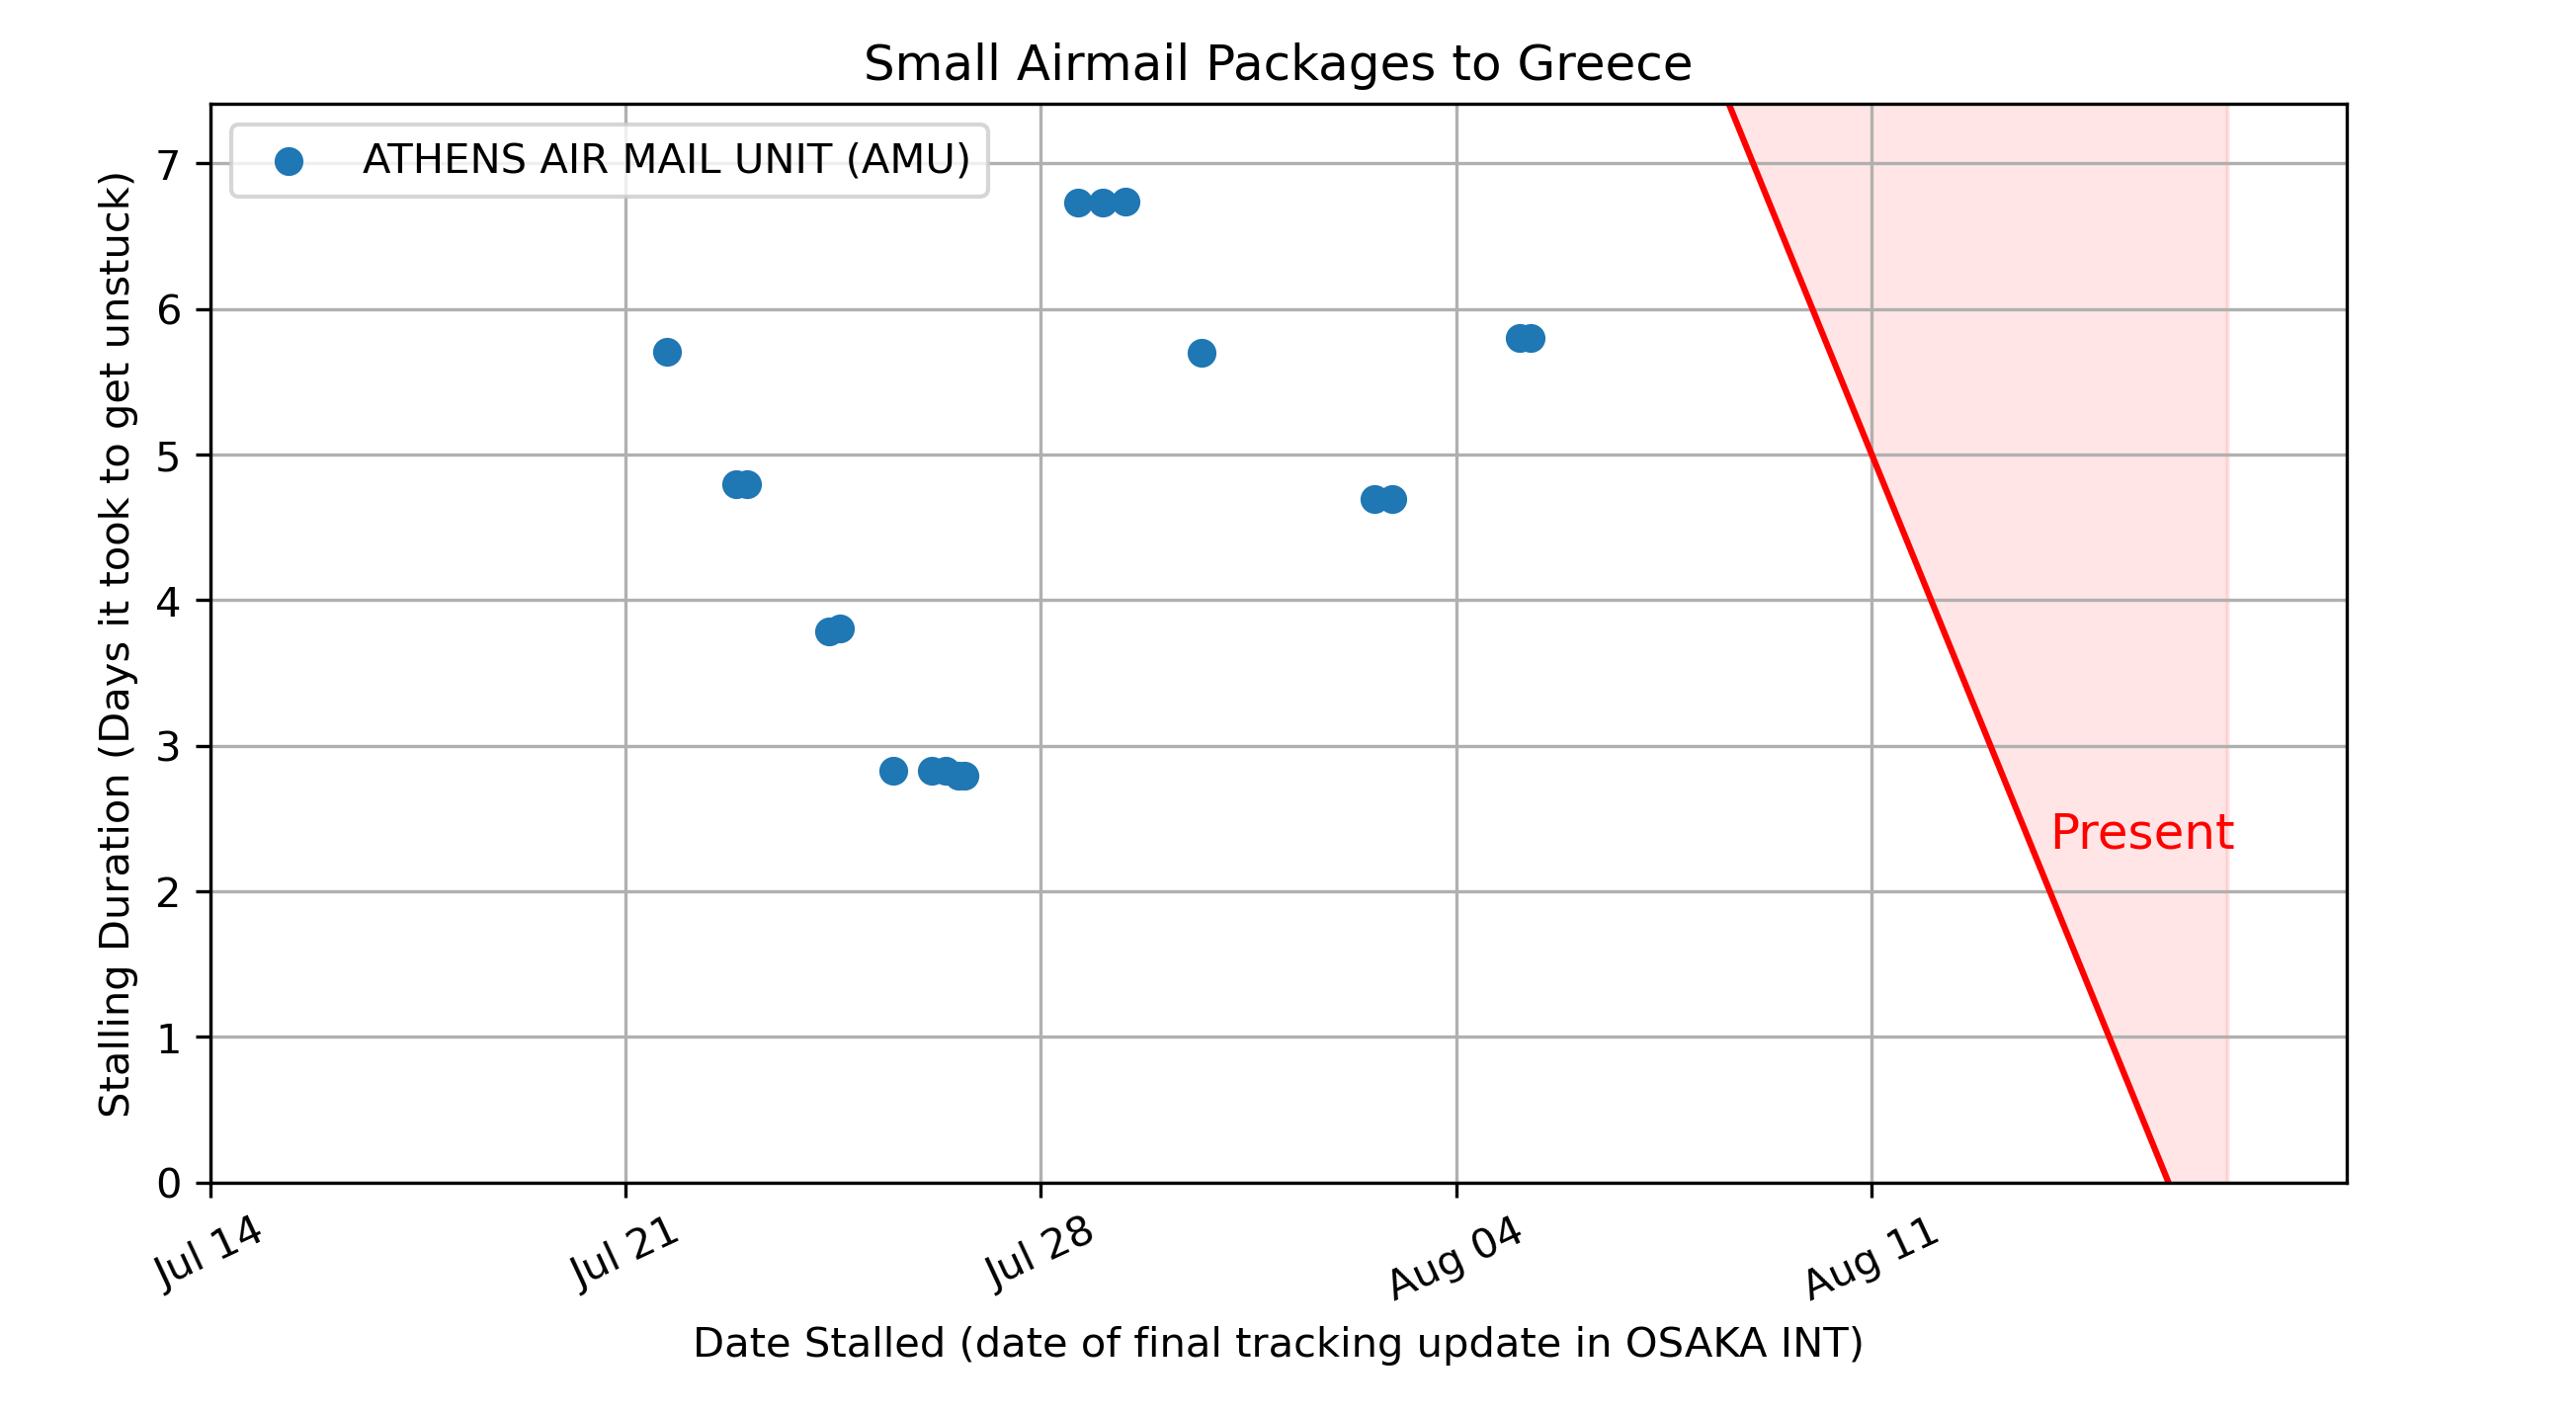 Small Airmail Packages to Greece
ATHENS AIR MAIL UNIT (AMU)
Stalling Duration (Days it took to get unstuck)
7
6
5
4
3
2
1
0
Present
Jul 14
Jul 21
Jul 28
Aug 04
Aug 11
Date Stalled (date of final tracking update in OSAKA INT)